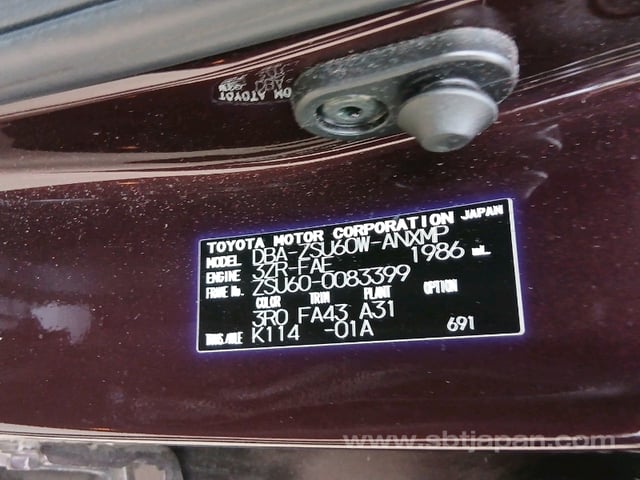 TOYOTA MOTOR CORPORATION JAPAN
MODEL DBA-ZSU60W-ANXMP
ENGINE 3ZR-FAE 1986 mL
FRAME No. ZSU60-0083399
COLOR TRIM PLANT OPTION
3R0 FA43 A31
TRANS./AXLE K114 -01A 691
www.sbtjapan.com